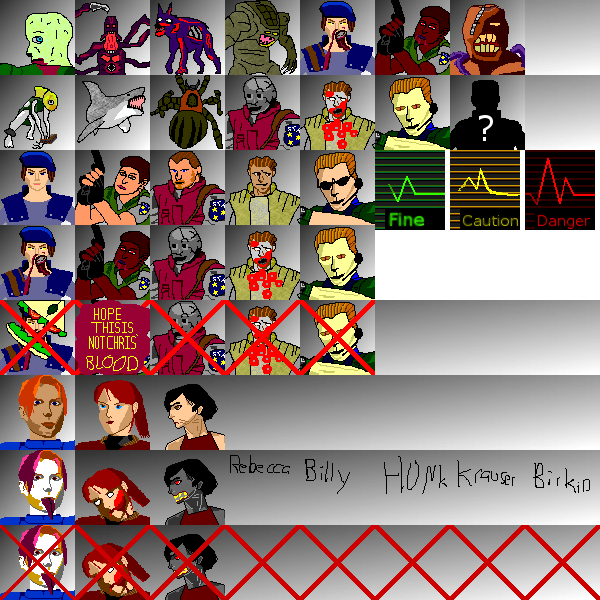 ?
Fine
Caution
Danger
HOPE
THIS IS
NOT CHRIS'
BLOOD
Rebecca Billy HUNK Krauser Birkin